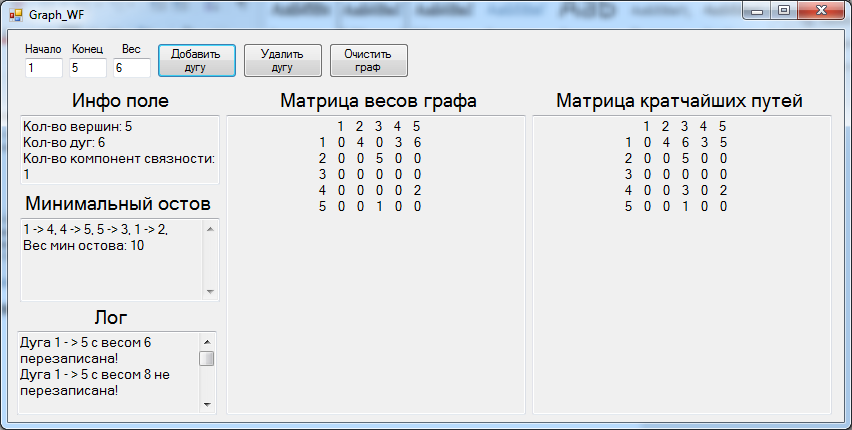 Graph_WF
Начало Конец Вес
1 5 6
Добавить дугу
Удалить дугу
Очистить граф
Инфо поле
Кол-во вершин: 5
Кол-во дуг: 6
Кол-во компонент связности:
1
Минимальный остов
1 -> 4, 4 -> 5, 5 -> 3, 1 -> 2,
Вес мин остова: 10
Лог
Дуга 1 - > 5 с весом 6
перезаписана!
Дуга 1 - > 5 с весом 8 не
перезаписана!
Матрица весов графа
1 2 3 4 5
1 0 4 0 3 6
2 0 0 5 0 0
3 0 0 0 0 0
4 0 0 0 0 2
5 0 0 1 0 0
Матрица кратчайших путей
1 2 3 4 5
1 0 4 6 3 5
2 0 0 5 0 0
3 0 0 0 0 0
4 0 0 3 0 2
5 0 0 1 0 0